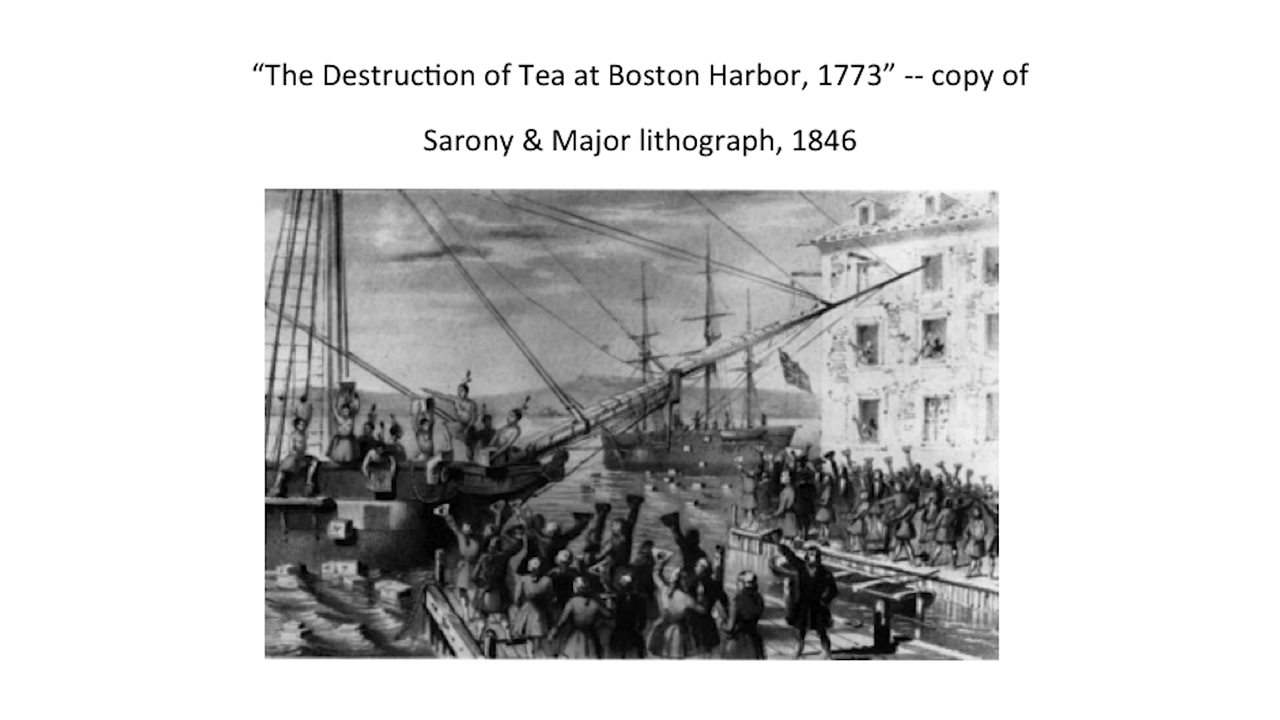 “The Destruction of Tea at Boston Harbor, 1773” -- copy of
Sarony & Major lithograph, 1846